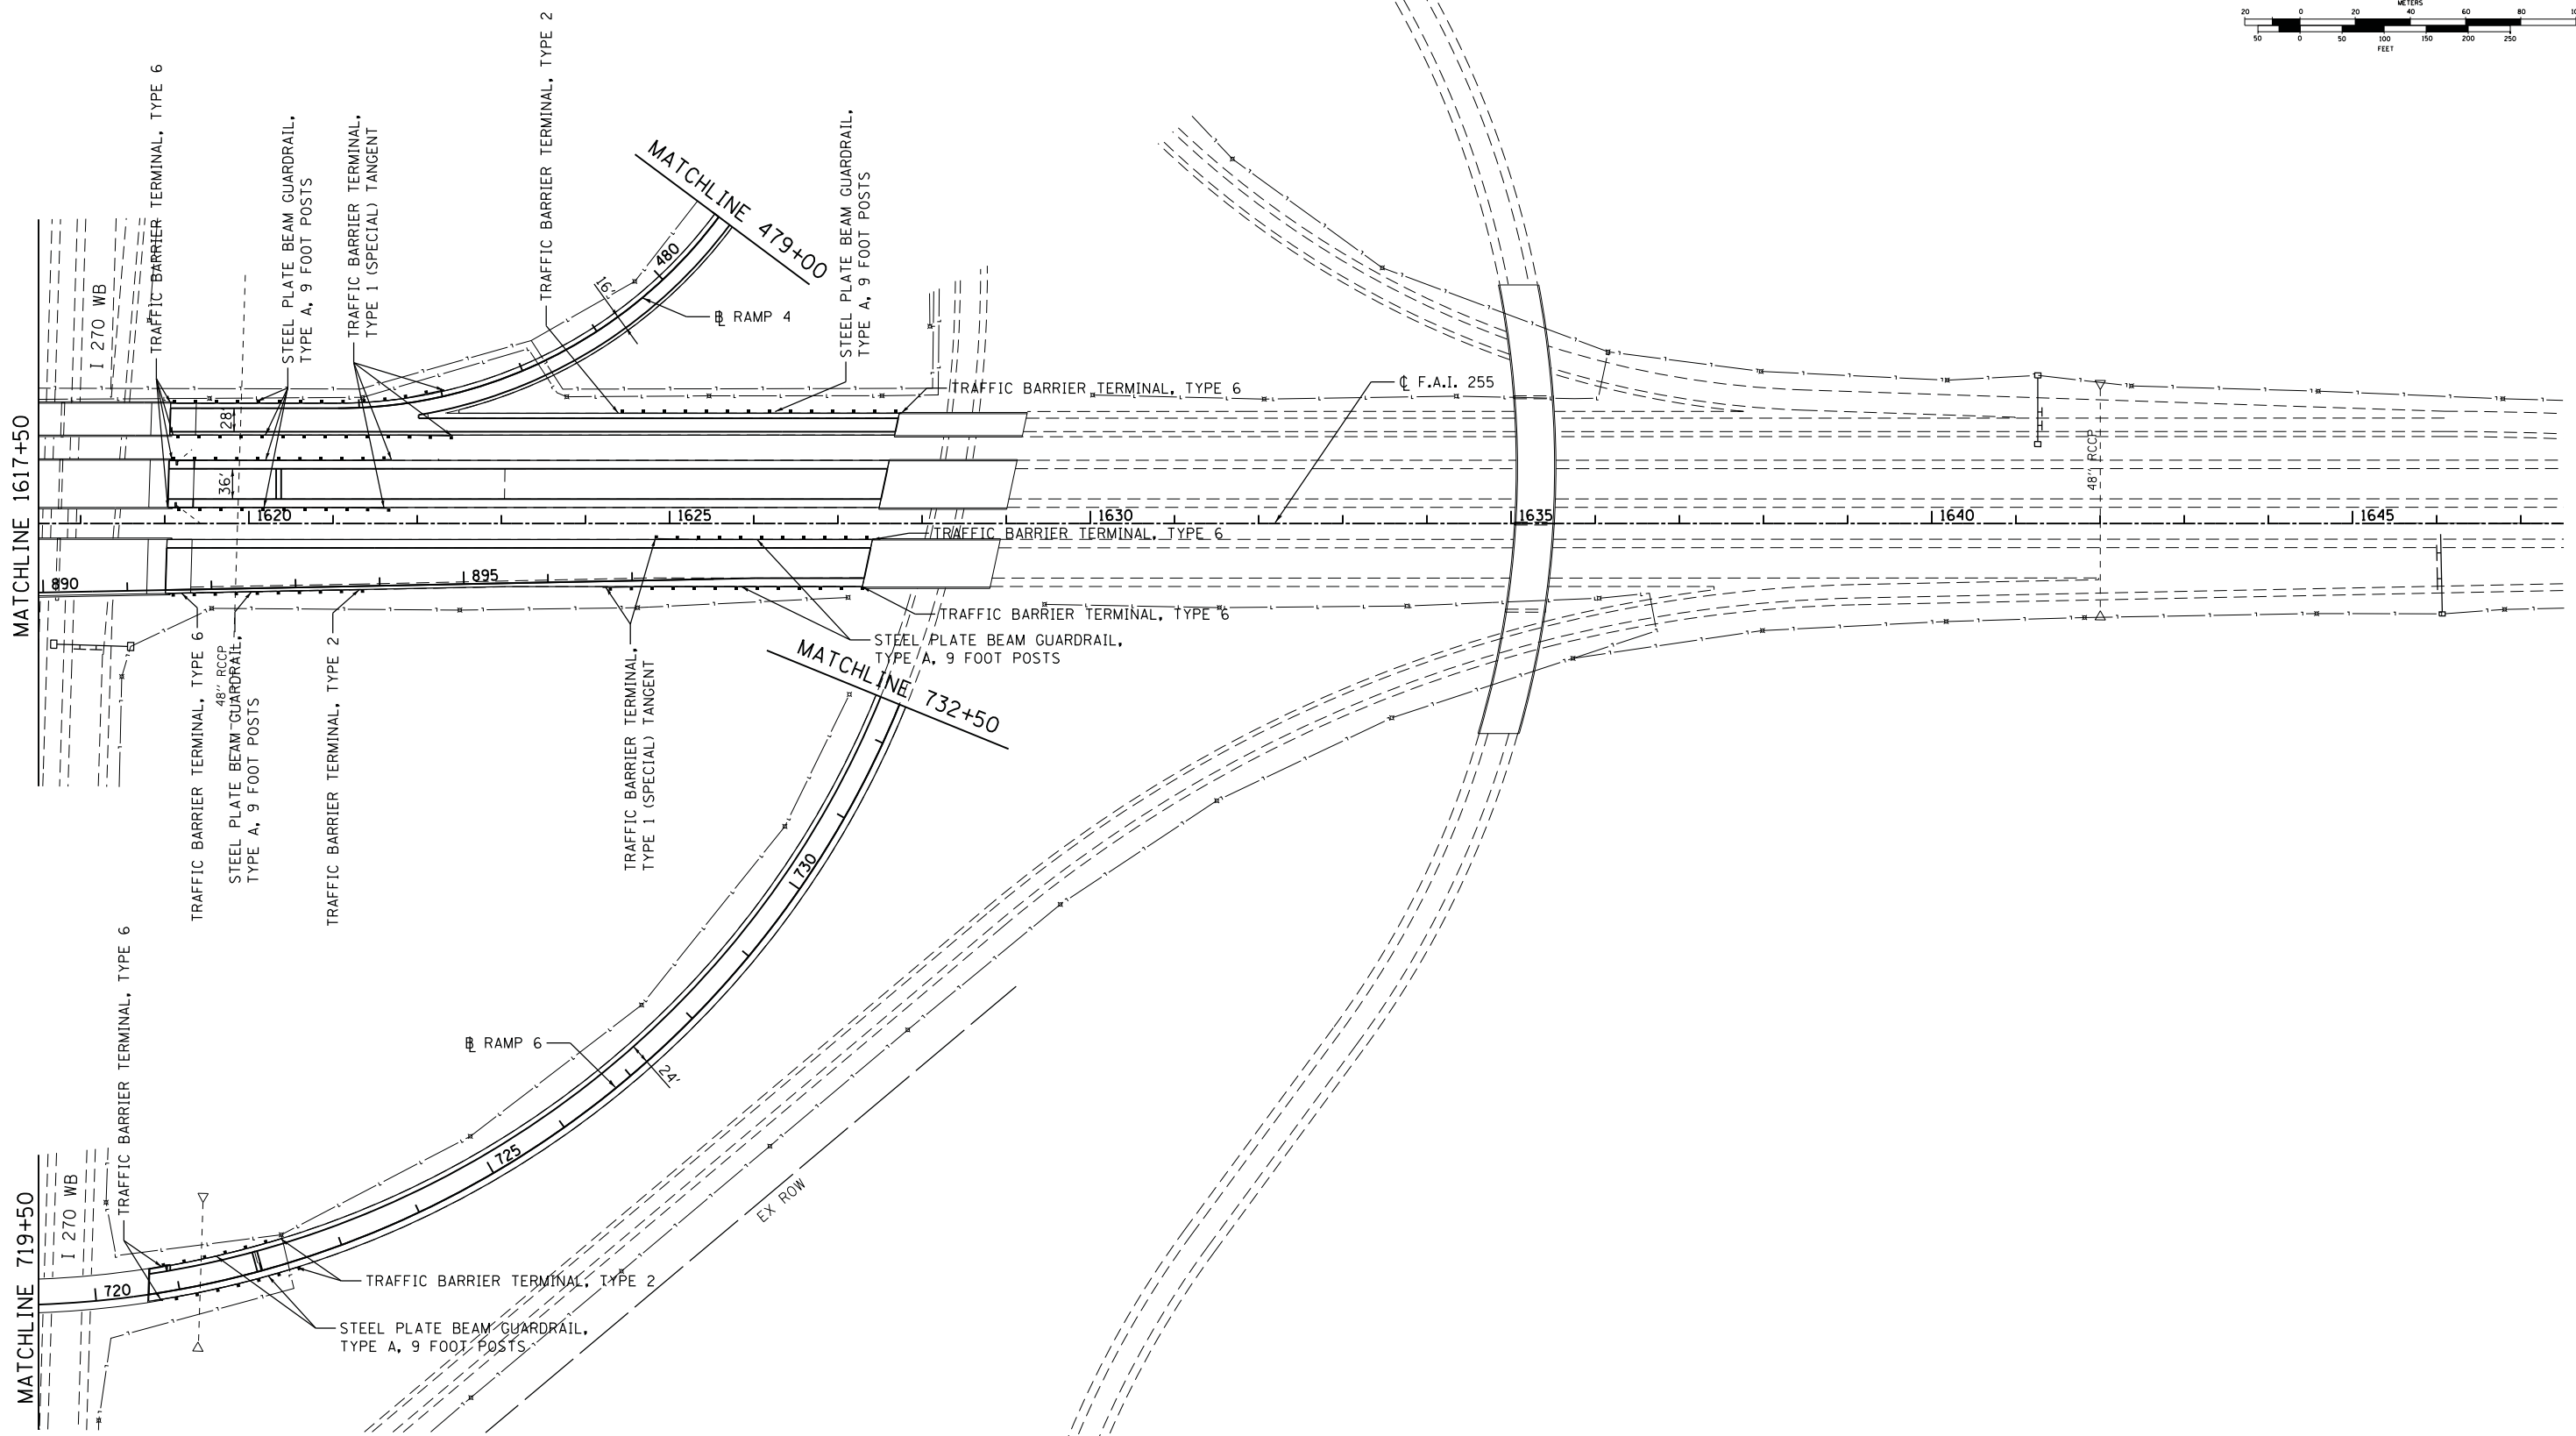 METERS
20 0 20 40 60 80
50 0 50 100 150 200 250
FEET
TRAFFIC BARRIER TERMINAL, TYPE 6
STEEL PLATE BEAM GUARDRAIL,
TYPE A, 9 FOOT POSTS
TRAFFIC BARRIER TERMINAL,
TYPE 1 (SPECIAL) TANGENT
TRAFFIC BARRIER TERMINAL, TYPE 2
MATCHLINE 479+00
STEEL PLATE BEAM GUARDRAIL,
TYPE A, 9 FOOT POSTS
I 270 WB
480
16'
℄ RAMP 4
TRAFFIC BARRIER TERMINAL, TYPE 6
℄ F.A.I. 255
MATCHLINE 1617+50
28'
36'
48'' RCCP
1620
1625
1630
1635
1640
1645
TRAFFIC BARRIER TERMINAL, TYPE 6
890
895
TRAFFIC BARRIER TERMINAL, TYPE 6
STEEL PLATE BEAM GUARDRAIL,
TYPE A, 9 FOOT POSTS
MATCHLINE 732+50
TRAFFIC BARRIER TERMINAL, TYPE 6
48'' RCCP
STEEL PLATE BEAM GUARDRAIL,
TYPE A, 9 FOOT POSTS
TRAFFIC BARRIER TERMINAL, TYPE 2
TRAFFIC BARRIER TERMINAL,
TYPE 1 (SPECIAL) TANGENT
730
TRAFFIC BARRIER TERMINAL, TYPE 6
RAMP 6
24'
725
EX ROW
MATCHLINE 719+50
I 270 WB
720
TRAFFIC BARRIER TERMINAL, TYPE 2
STEEL PLATE BEAM GUARDRAIL,
TYPE A, 9 FOOT POSTS